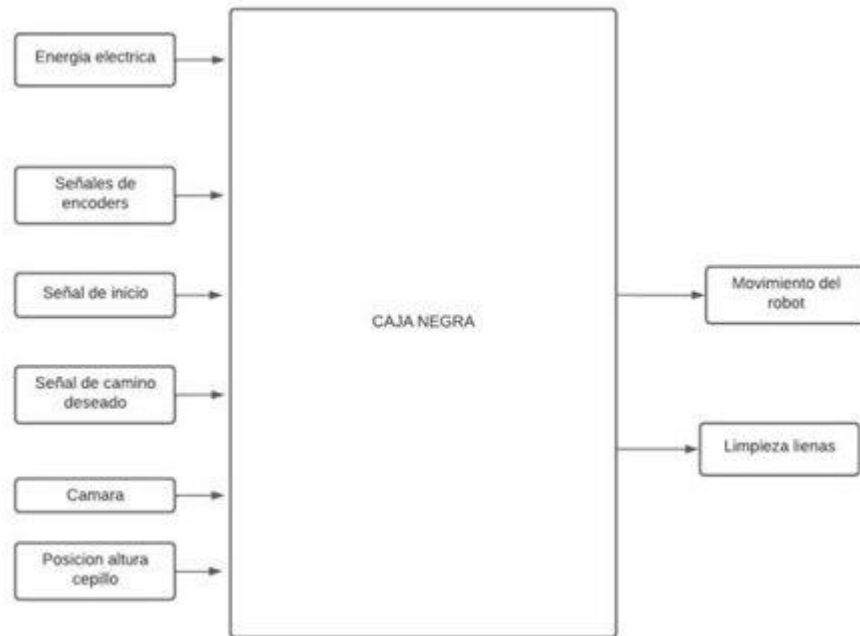 Energia electrica
Señales de
encoders
Señal de inicio
Señal de camino
deseado
Camara
Posicion altura
cepillo
CAJA NEGRA
Movimiento del
robot
Limpieza lienas